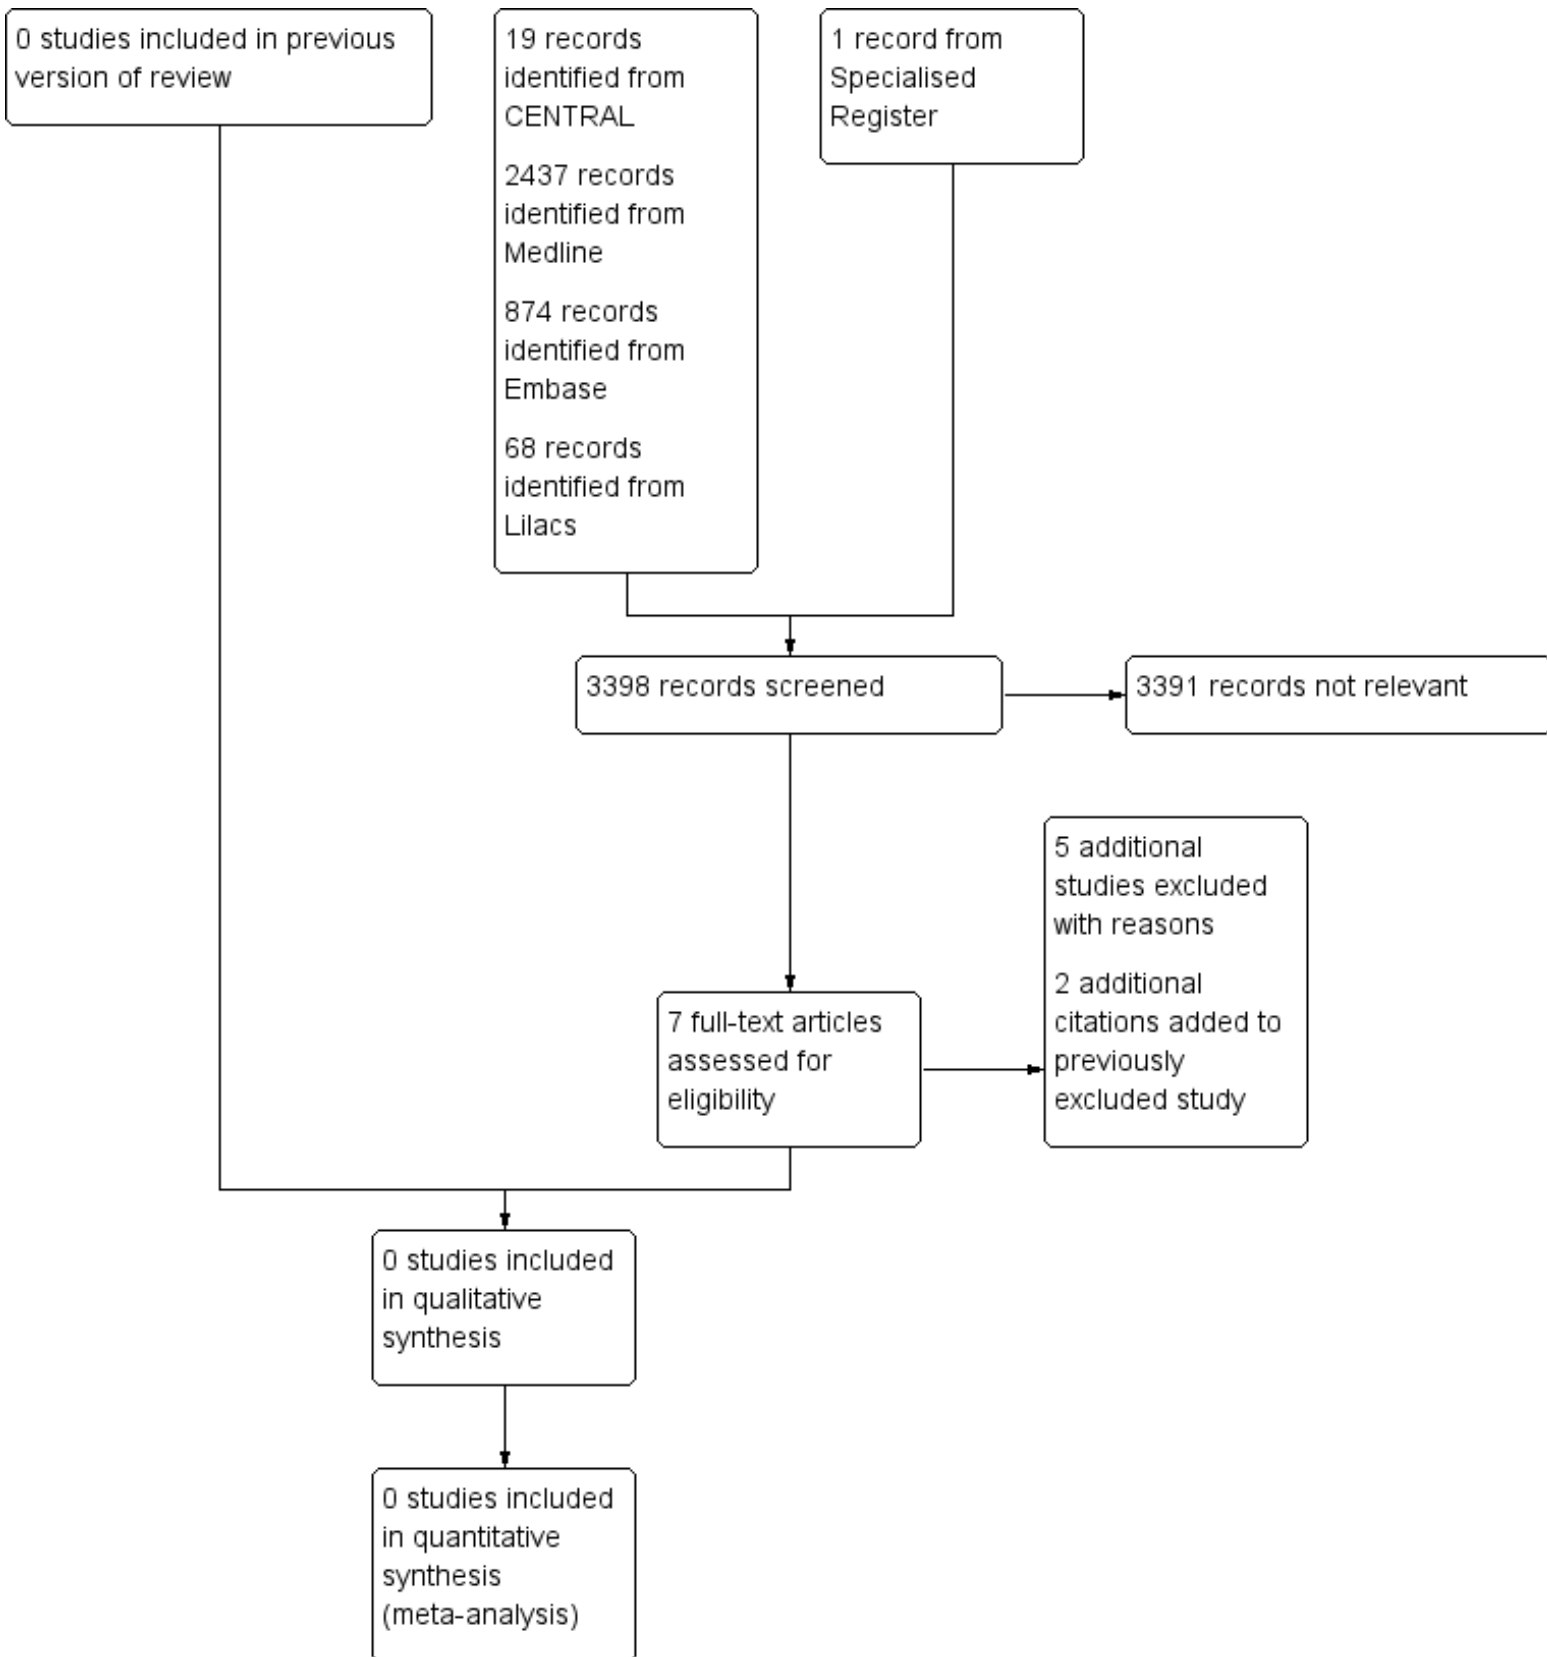 0 studies included in previous
version of review
19 records
identified from
CENTRAL
2437 records
identified from
Medline
874 records
identified from
Embase
68 records
identified from
Lilacs
1 record from
Specialised
Register
3398 records screened
3391 records not relevant
5 additional
studies excluded
with reasons
2 additional
citations added to
previously
excluded study
7 full-text articles
assessed for
eligibility
0 studies included
in qualitative
synthesis
0 studies included
in quantitative
synthesis
(meta-analysis)